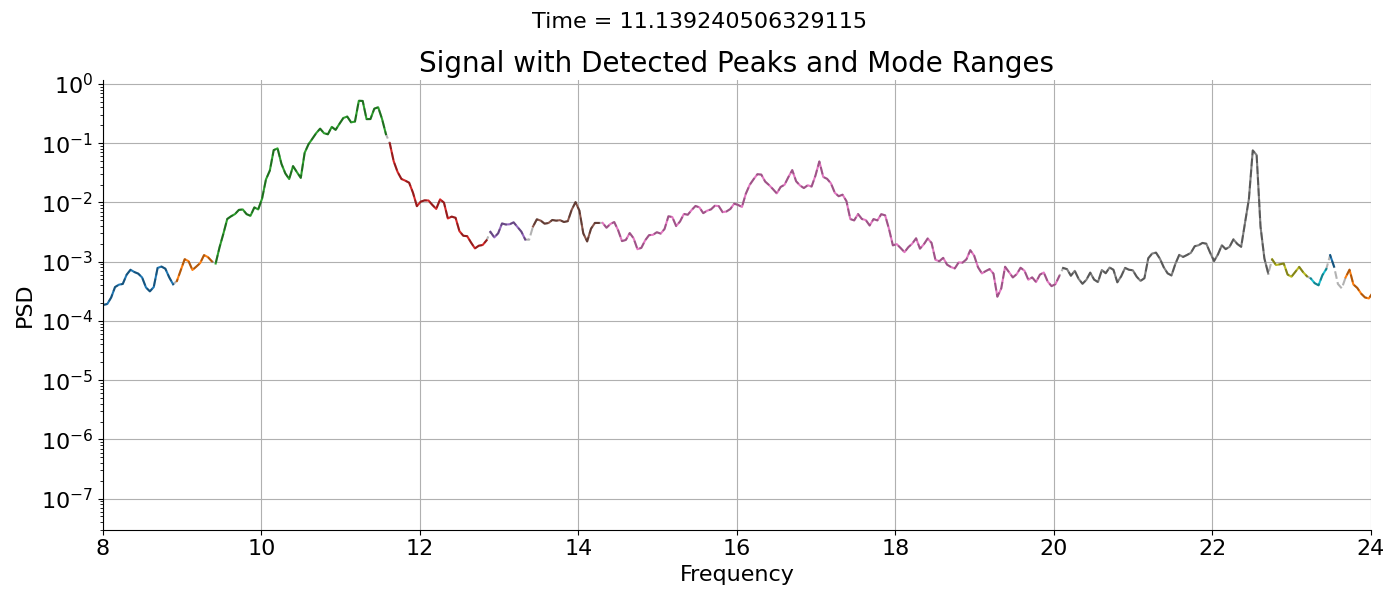 Time = 11.139240506329115
Signal with Detected Peaks and Mode Ranges
PSD
10⁰
10⁻¹
10⁻²
10⁻³
10⁻⁴
10⁻⁵
10⁻⁶
10⁻⁷
8 10 12 14 16 18 20 22 24
Frequency